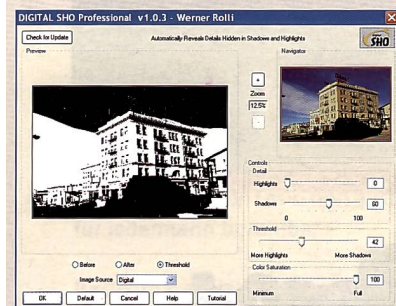 DIGITAL SHO Professional v1.0.3 - Werner Rolli
Check for Update
Automatically Reveals Details Hidden in Shadows and Highlights
SHO
Preview
Navigator
+
Zoom
12.5%
-
Controls
Detail
Highlights
0
Shadows
60
0
100
Threshold
42
More Highlights
More Shadows
Color Saturation
100
Minimum
Full
Before
After
Threshold
Image Source
Digital
OK
Default
Cancel
Help
Tutorial